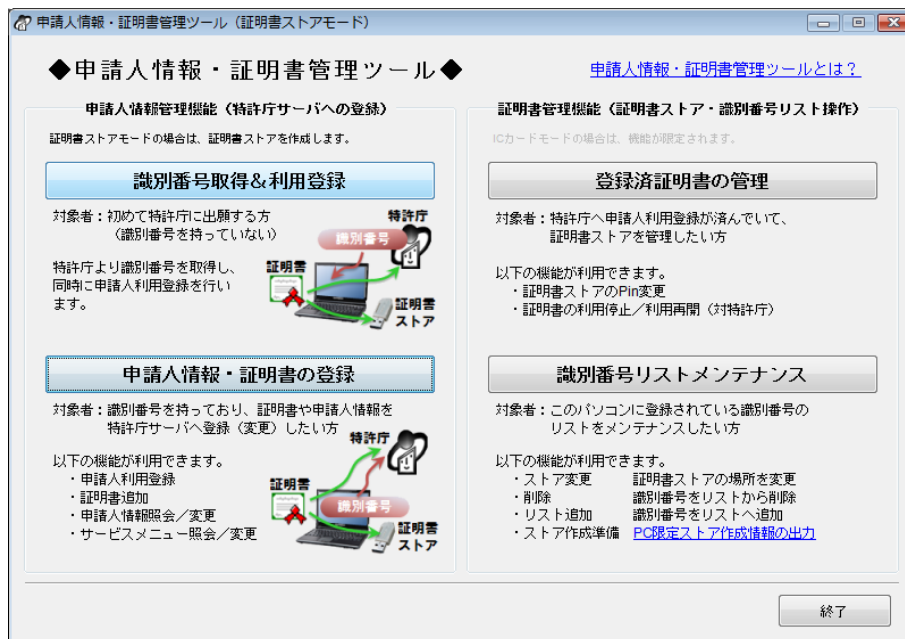 申請人情報・証明書管理ツール（証明書ストアモード）
◆申請人情報・証明書管理ツール◆
申請人情報・証明書管理ツールとは？
申請人情報管理機能（特許庁サーバへの登録）
証明書ストアモードの場合は、証明書ストアを作成します。
識別番号取得＆利用登録
対象者：初めて特許庁に出願する方
（識別番号を持っていない）
特許庁より識別番号を取得し、
同時に申請人利用登録を行い
ます。
特許庁
識別番号
証明書
証明書
ストア
申請人情報・証明書の登録
対象者：識別番号を持っており、証明書や申請人情報を
特許庁サーバへ登録（変更）したい方
以下の機能が利用できます。
・申請人利用登録
・証明書追加
・申請人情報照会／変更
・サービスメニュー照会／変更
特許庁
証明書
識別番号
証明書
ストア
証明書管理機能（証明書ストア・識別番号リスト操作）
ICカードモードの場合は、機能が限定されます。
登録済証明書の管理
対象者：特許庁へ申請人利用登録が済んでいて、
証明書ストアを管理したい方
以下の機能が利用できます。
・証明書ストアのPin変更
・証明書の利用停止／利用再開（対特許庁）
識別番号リストメンテナンス
対象者：このパソコンに登録されている識別番号の
リストをメンテナンスしたい方
以下の機能が利用できます。
・ストア変更 証明書ストアの場所を変更
・削除 識別番号をリストから削除
・リスト追加 識別番号をリストへ追加
・ストア作成準備 PC限定ストア作成情報の出力
終了